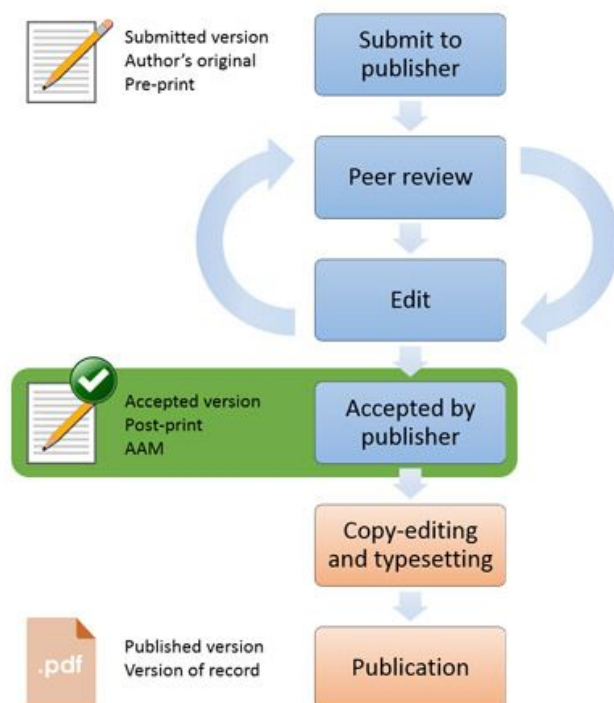 Submitted version
Author's original
Pre-print
Submit to
publisher
Peer review
Edit
Accepted version
Post-print
AAM
Accepted by
publisher
Copy-editing
and typesetting
.pdf
Published version
Version of record
Publication